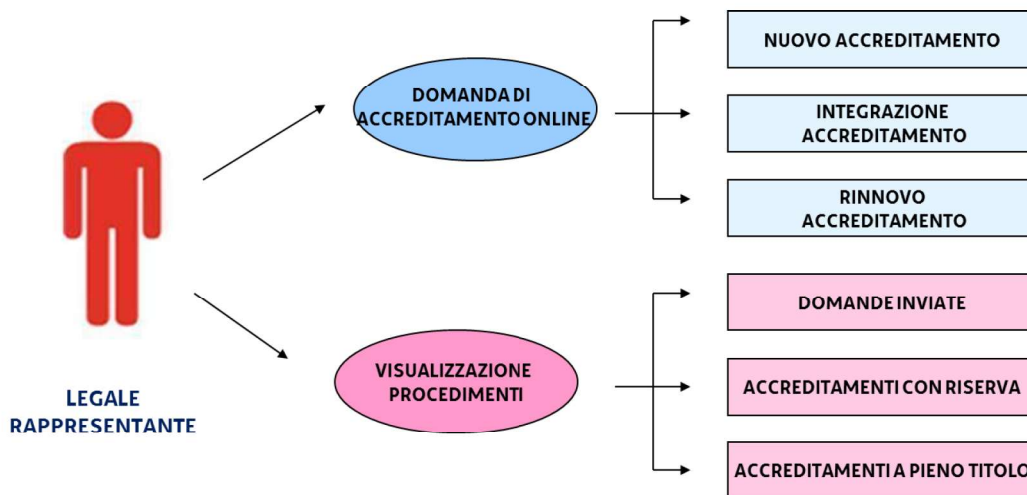 LEGALE
RAPPRESENTANTE
DOMANDA DI
ACCREDITAMENTO ONLINE
NUOVO ACCREDITAMENTO
INTEGRAZIONE
ACCREDITAMENTO
RINNOVO
ACCREDITAMENTO
VISUALIZZAZIONE
PROCEDIMENTI
DOMANDE INVIATE
ACCREDITAMENTI CON RISERVA
ACCREDITAMENTI A PIENO TITOLO